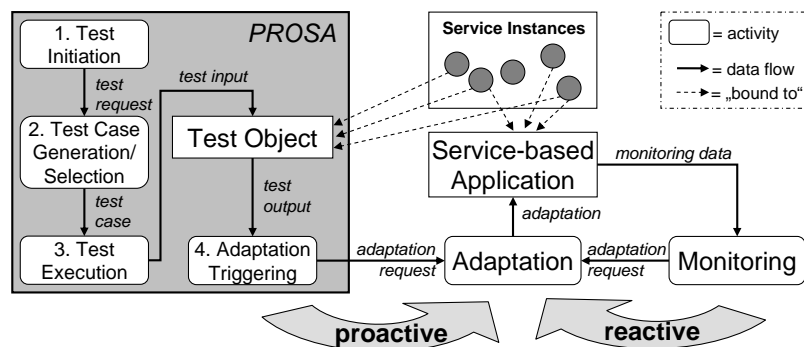 PROSA
1. Test
Initiation
test
request
test input
2. Test Case
Generation/
Selection
test
case
3. Test
Execution
Test Object
test
output
4. Adaptation
Triggering
adaptation
request
Service Instances
Service-based
Application
monitoring data
adaptation
Adaptation
adaptation
request
Monitoring
= activity
= data flow
= „bound to“
proactive
reactive